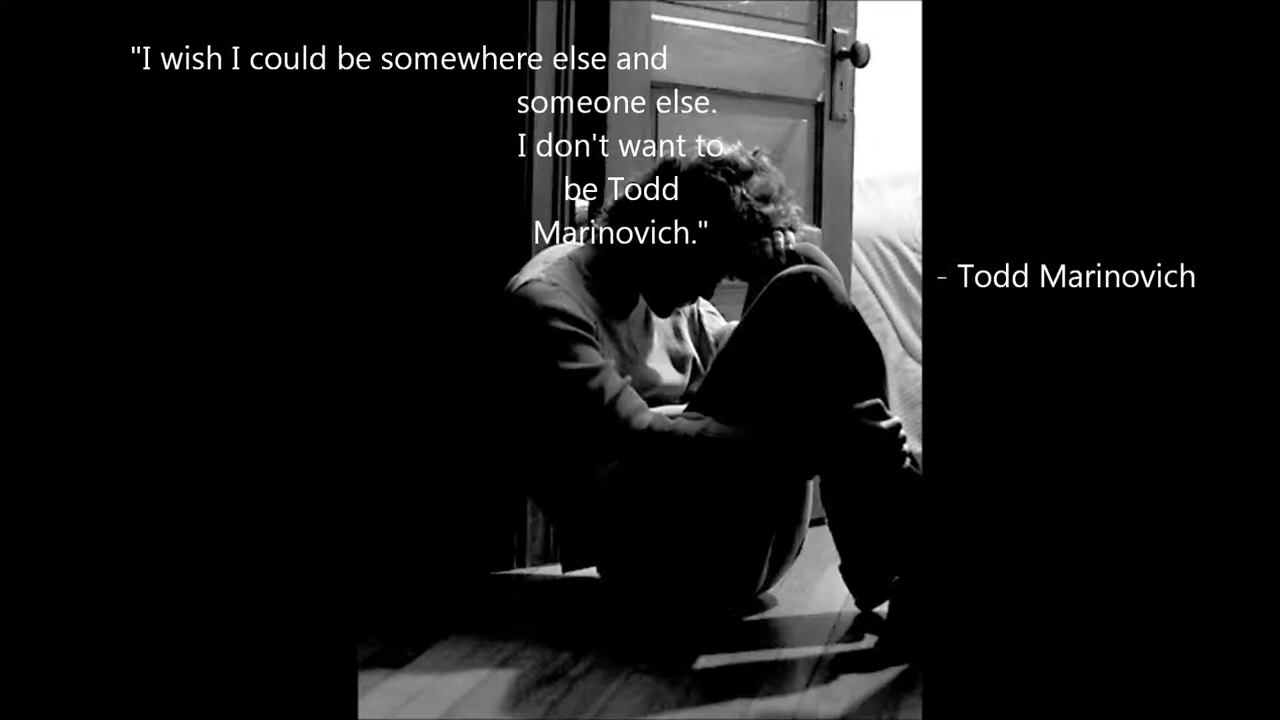 "I wish I could be somewhere else and
someone else.
I don't want to
be Todd
Marinovich."
- Todd Marinovich